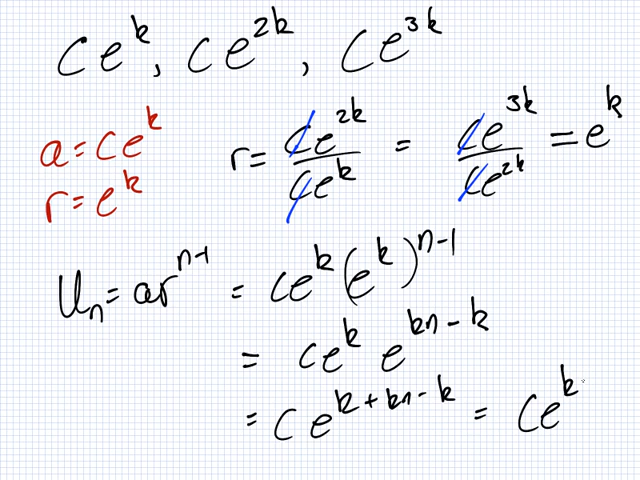 Ce^k, Ce^2k, Ce^3k
a = Ce^k
r = e^k
r = Ce^2k / Ce^k = Ce^3k / Ce^2k = e^k
U_n = ar^n-1 = Ce^k (e^k)^n-1
= Ce^k e^kn-k
= Ce^k+kn-k = Ce^k